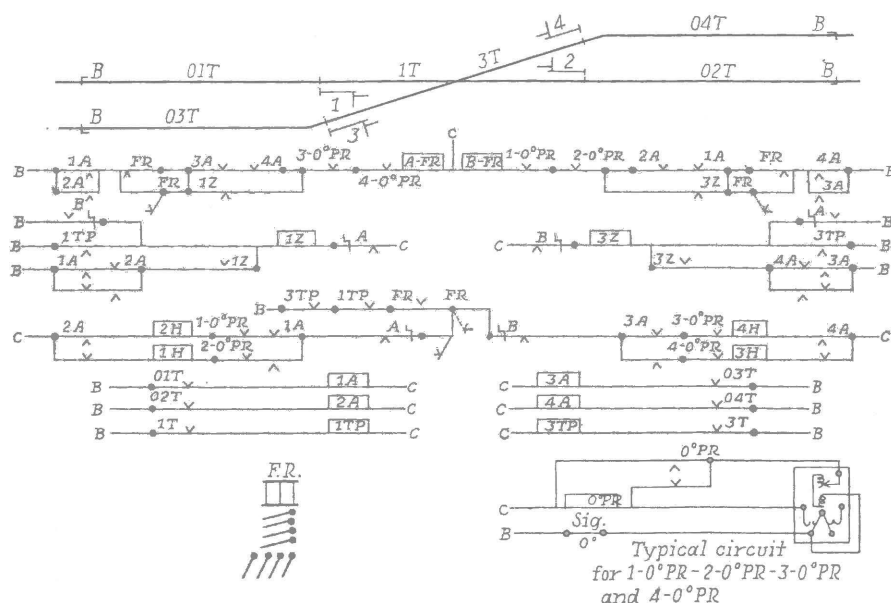 4 04T
B 01T 1T 3T 2 02T B
B 03T 1 3
C
B 1A FR 3A 4A 3-0°PR A-FR B-FR 1-0°PR 2-0°PR 2A 1A FR 4A B
2A FR 1Z 4-0°PR 3Z FR 3A
B B A B
B 1TP 1Z A C C B 3Z 3TP B
B 1A 2A 1Z 3Z 4A 3A B
B 3TP 1TP FR FR
C 2A 2H 1-0°PR 1A A B 3A 3-0°PR 4H 4A C
1H 2-0°PR 4-0°PR 3H
B 01T 1A C C 3A 03T B
B 02T 2A C C 4A 04T B
B 1T 1TP C C 3TP 3T B
F.R.
0°PR
C 0°PR
B Sig. 0°
Typical circuit
for 1-0°PR-2-0°PR-3-0°PR
and 4-0°PR